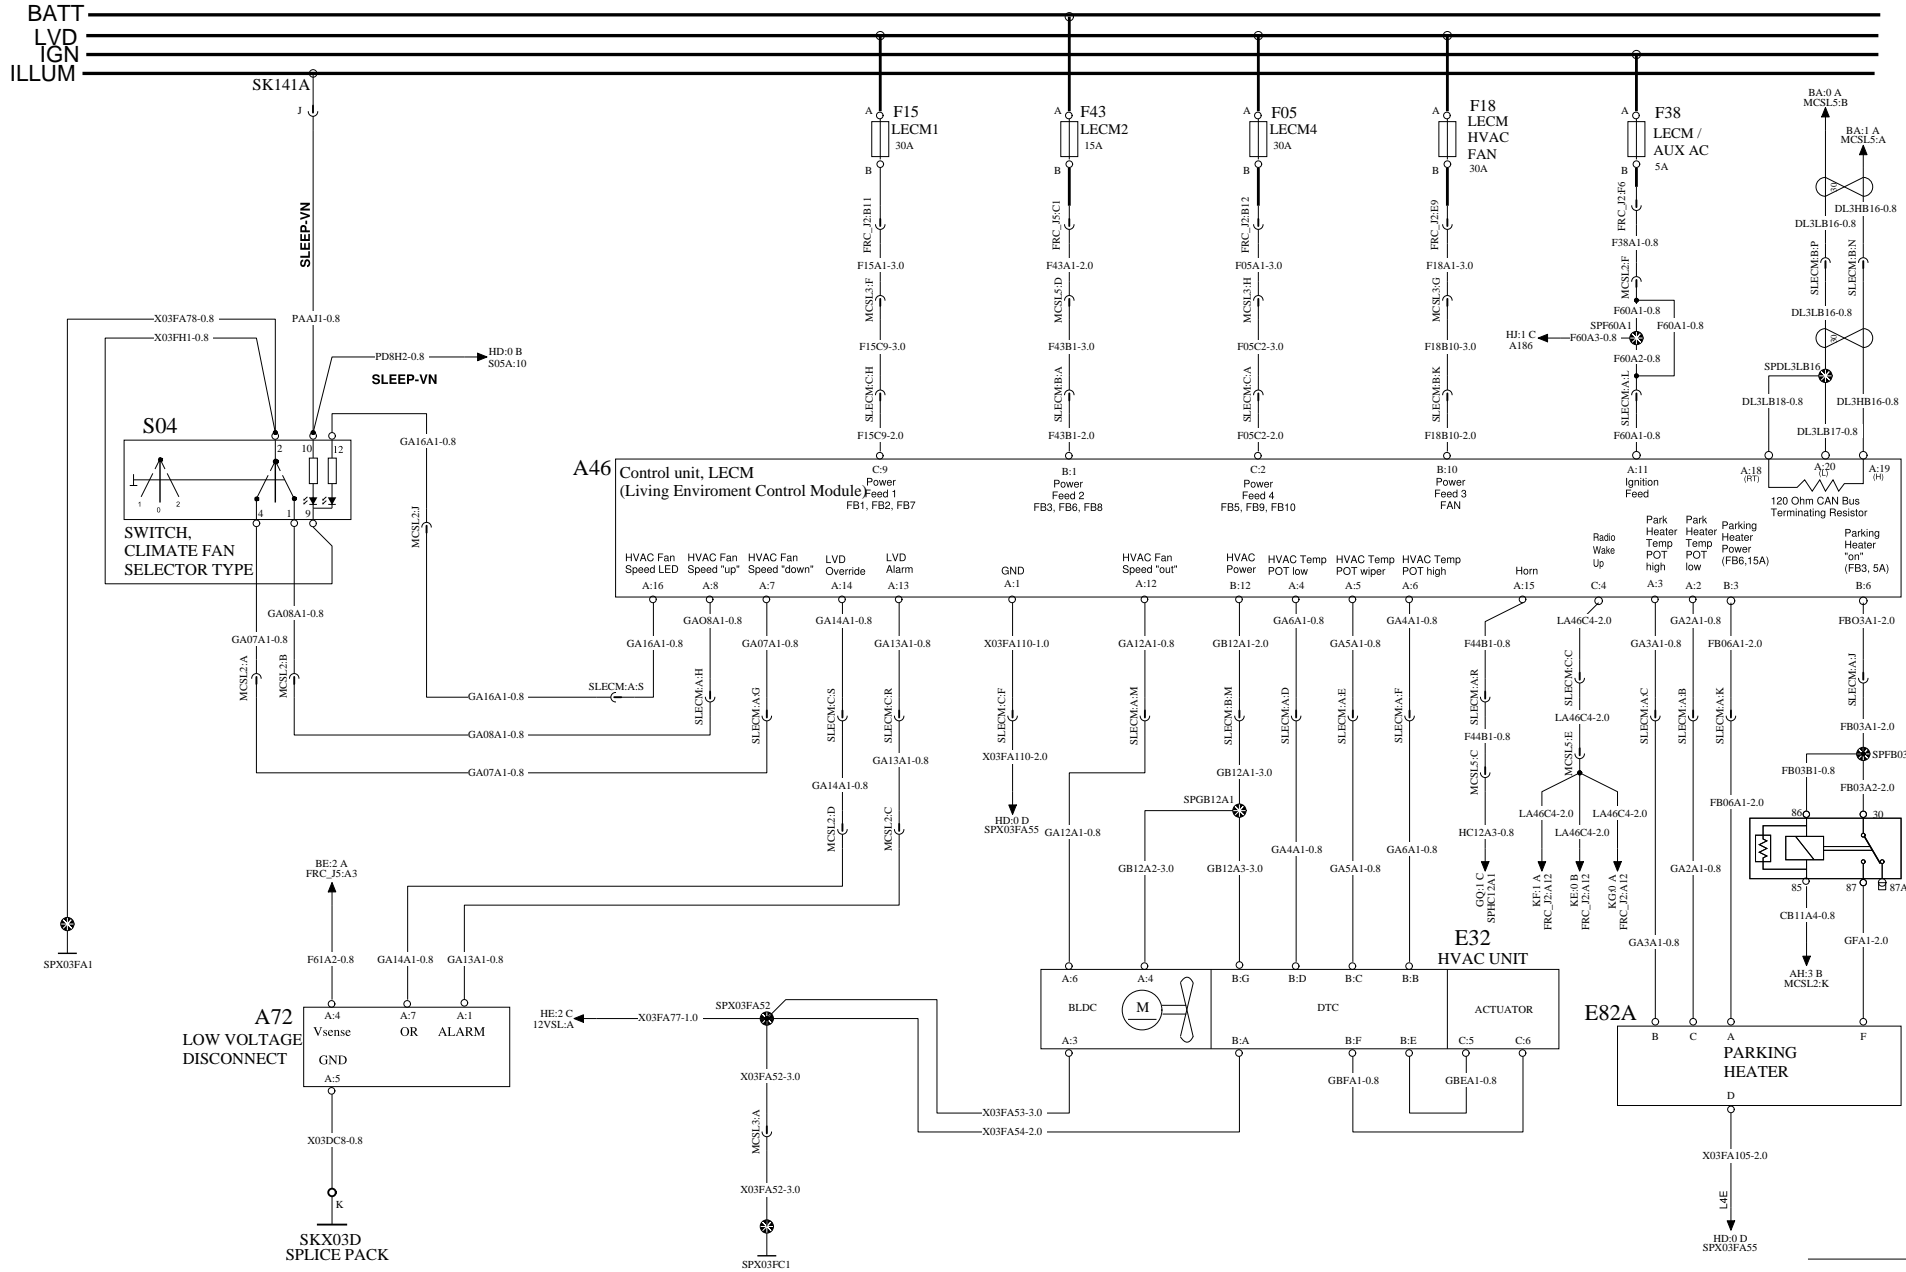 BATT
LVD
IGN
ILLUM
SK141A
J
SLEEP-VN
PAAJ1-0.8
A F15
LECM1
30A
B
FRC_J2:B11
F15A1-3.0
MCSL3:F
F15C9-3.0
SLECM:C:H
F15C9-2.0
A F43
LECM2
15A
B
FRC_J5:C1
F43A1-2.0
MCSL5:D
F43B1-3.0
SLECM:B:A
F43B1-2.0
A F05
LECM4
30A
B
FRC_J2:B12
F05A1-3.0
MCSL3:H
F05C2-3.0
SLECM:C:A
F05C2-2.0
A F18
LECM
HVAC
FAN
30A
B
FRC_J2:E9
F18A1-3.0
MCSL3:G
F18B10-3.0
SLECM:B:K
F18B10-2.0
A F38
LECM /
AUX AC
5A
B
FRC_J2:F6
F38A1-0.8
MCSL2:F
F60A1-0.8
SPF60A1 F60A1-0.8
HJ:1 C
A186
F60A3-0.8
F60A2-0.8
SLECM:A:L
F60A1-0.8
BA:0 A
MCSL5:B
BA:1 A
MCSL5:A
30
DL3HB16-0.8
DL3LB16-0.8
SLECM:B:P
SLECM:B:N
DL3LB16-0.8
30
SPDL3LB16
DL3LB18-0.8
DL3HB16-0.8
DL3LB17-0.8
X03FA78-0.8
X03FH1-0.8
PD8H2-0.8
HD:0 B
S05A:10
SLEEP-VN
S04
2 10 12
1 0 2
4 1 9
SWITCH,
CLIMATE FAN
SELECTOR TYPE
GA16A1-0.8
MCSL2:J
GA08A1-0.8
GA07A1-0.8
MCSL2:A
MCSL2:B
GA16A1-0.8
GA08A1-0.8
GA07A1-0.8
SLECM:A:S
A46
Control unit, LECM
(Living Enviroment Control Module)
C:9
Power
Feed 1
FB1, FB2, FB7
B:1
Power
Feed 2
FB3, FB6, FB8
C:2
Power
Feed 4
FB5, FB9, FB10
B:10
Power
Feed 3
FAN
A:11
Ignition
Feed
A:18
(RT)
A:20
(L)
A:19
(H)
120 Ohm CAN Bus
Terminating Resistor
HVAC Fan
Speed LED
A:16
HVAC Fan
Speed "up"
A:8
HVAC Fan
Speed "down"
A:7
LVD
Override
A:14
LVD
Alarm
A:13
GND
A:1
HVAC Fan
Speed "out"
A:12
HVAC
Power
B:12
HVAC Temp
POT low
A:4
HVAC Temp
POT wiper
A:5
HVAC Temp
POT high
A:6
Horn
A:15
Radio
Wake
Up
C:4
Park
Heater
Temp
POT
high
A:3
Park
Heater
Temp
POT
low
A:2
Parking
Heater
Power
(FB6,15A)
B:3
Parking
Heater
"on"
(FB3, 5A)
B:6
GA16A1-0.8
GAO8A1-0.8
SLECM:A:H
GA07A1-0.8
SLECM:A:G
GA14A1-0.8
SLECM:C:S
GA14A1-0.8
MCSL2:D
GA13A1-0.8
SLECM:C:R
GA13A1-0.8
MCSL2:C
X03FA110-1.0
SLECM:C:F
X03FA110-2.0
HD:0 D
SPX03FA55
GA12A1-0.8
SLECM:A:M
GA12A1-0.8
GB12A1-2.0
SLECM:B:M
GB12A1-3.0
SPGB12A1
GB12A2-3.0
GB12A3-3.0
GA6A1-0.8
SLECM:A:D
GA4A1-0.8
GA5A1-0.8
SLECM:A:E
GA5A1-0.8
GA4A1-0.8
SLECM:A:F
GA6A1-0.8
F44B1-0.8
SLECM:A:R
F44B1-0.8
MCSL5:C
HC12A3-0.8
GQ:1 C
SPHC12A1
LA46C4-2.0
SLECM:C:C
LA46C4-2.0
MCSL5:E
LA46C4-2.0
LA46C4-2.0
LA46C4-2.0
KF:1 A
FRC_J2:A12
KE:0 B
FRC_J2:A12
KG:0 A
FRC_J2:A12
GA3A1-0.8
SLECM:A:C
GA3A1-0.8
GA2A1-0.8
SLECM:A:B
GA2A1-0.8
FB06A1-2.0
SLECM:A:K
FB06A1-2.0
FBO3A1-2.0
SLECM:A:J
FB03A1-2.0
SPFB03
FB03B1-0.8
FB03A2-2.0
86 30
85 87 87A
CB11A4-0.8
GFA1-2.0
AH:3 B
MCSL2:K
SPX03FA1
BE:2 A
FRC_J5:A3
F61A2-0.8
GA14A1-0.8
GA13A1-0.8
A72
LOW VOLTAGE
DISCONNECT
A:4
Vsense
A:7
OR
A:1
ALARM
GND
A:5
X03DC8-0.8
K
SKX03D
SPLICE PACK
HE:2 C
12VSL:A
X03FA77-1.0
SPX03FA52
X03FA52-3.0
MCSL3:A
X03FA52-3.0
SPX03FC1
X03FA53-3.0
X03FA54-2.0
E32
HVAC UNIT
A:6 A:4 B:G B:D B:C B:B
BLDC M DTC ACTUATOR
A:3 B:A B:F B:E C:5 C:6
GBFA1-0.8
GBEA1-0.8
E82A
B C A F
PARKING
HEATER
D
X03FA105-2.0
L4E
HD:0 D
SPX03FA55